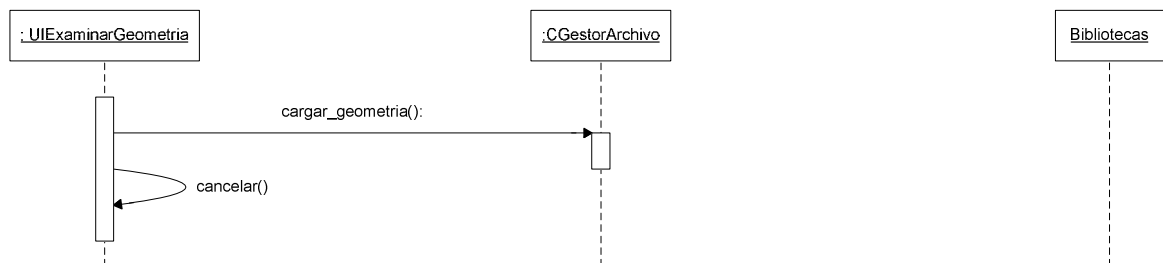 : UIExaminarGeometria
:CGestorArchivo
Bibliotecas
cargar_geometria():
cancelar()